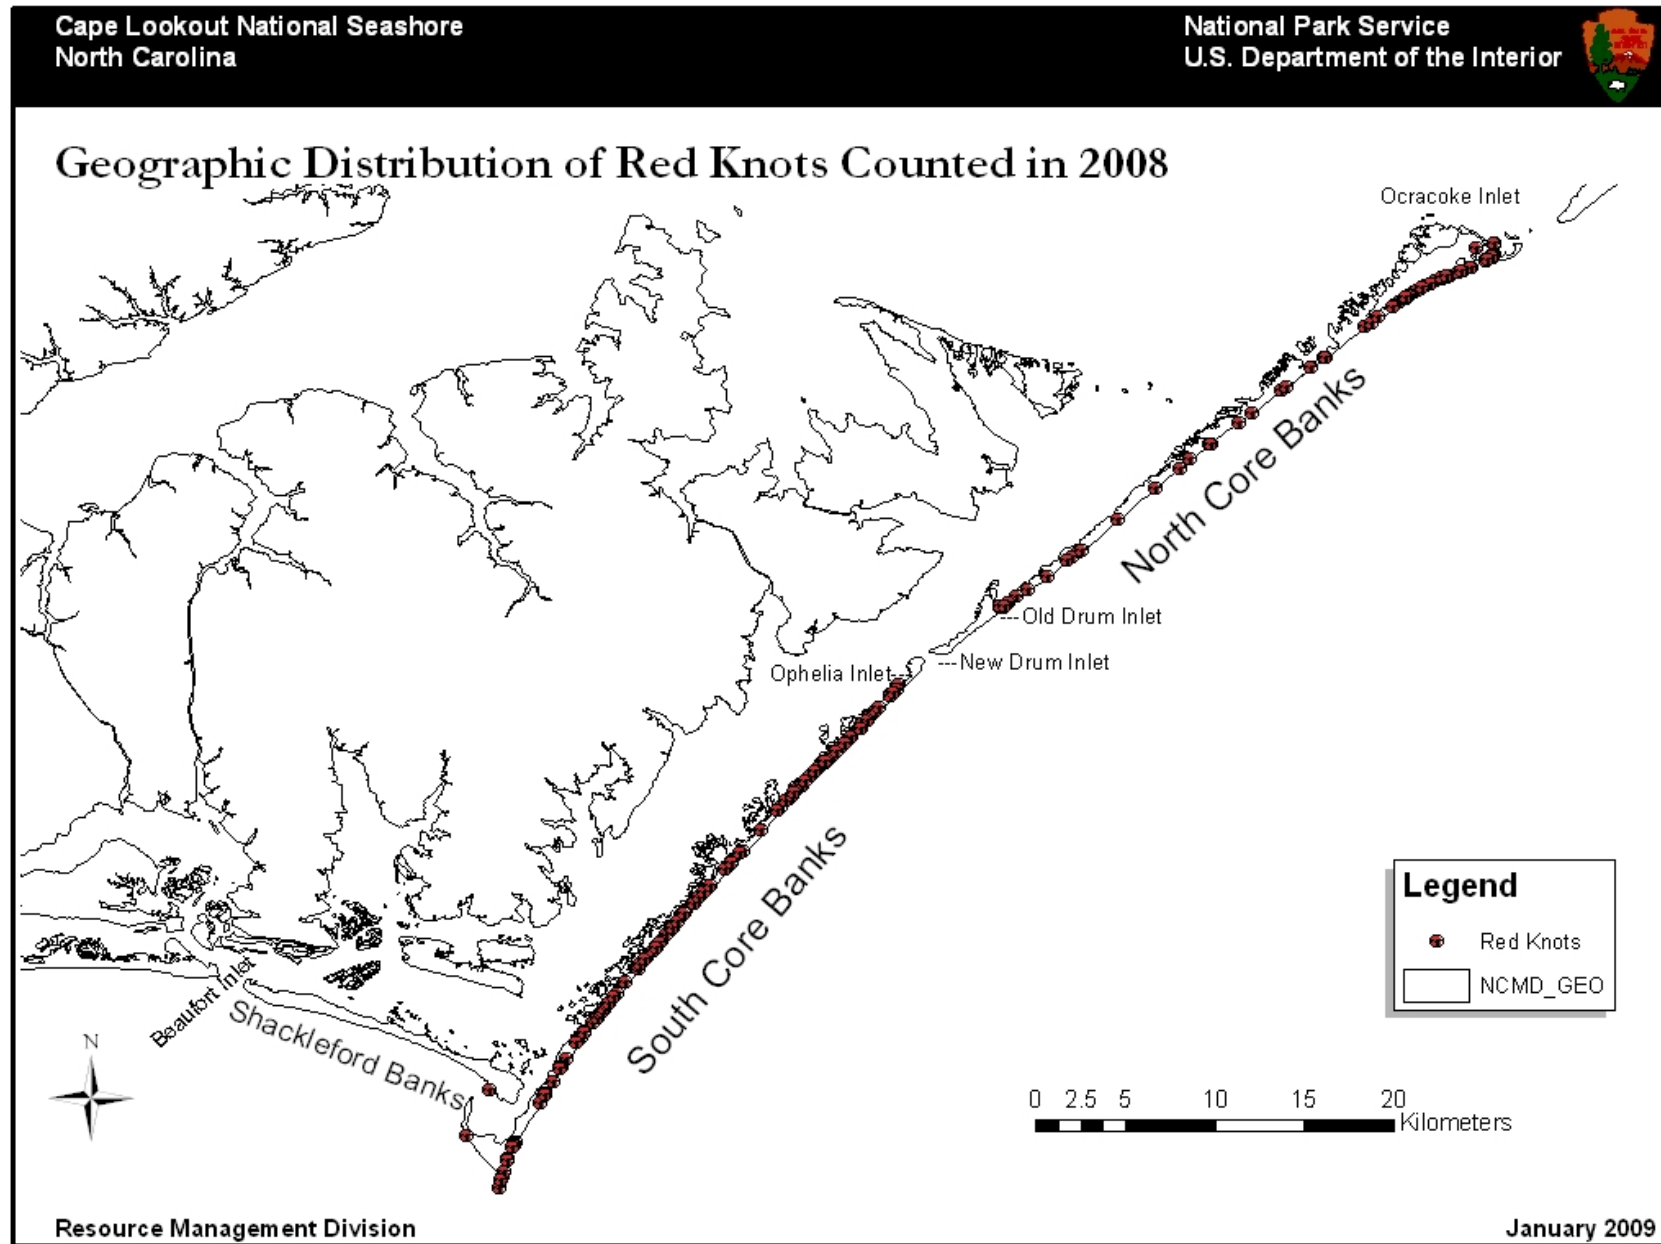 Cape Lookout National Seashore
North Carolina
National Park Service
U.S. Department of the Interior
Geographic Distribution of Red Knots Counted in 2008
Ocracoke Inlet
North Core Banks
---Old Drum Inlet
---New Drum Inlet
Ophelia Inlet--
South Core Banks
Beaufort Inlet
Shackleford Banks
Legend
Red Knots
NCMD_GEO
N
0 2.5 5 10 15 20
Kilometers
Resource Management Division
January 2009